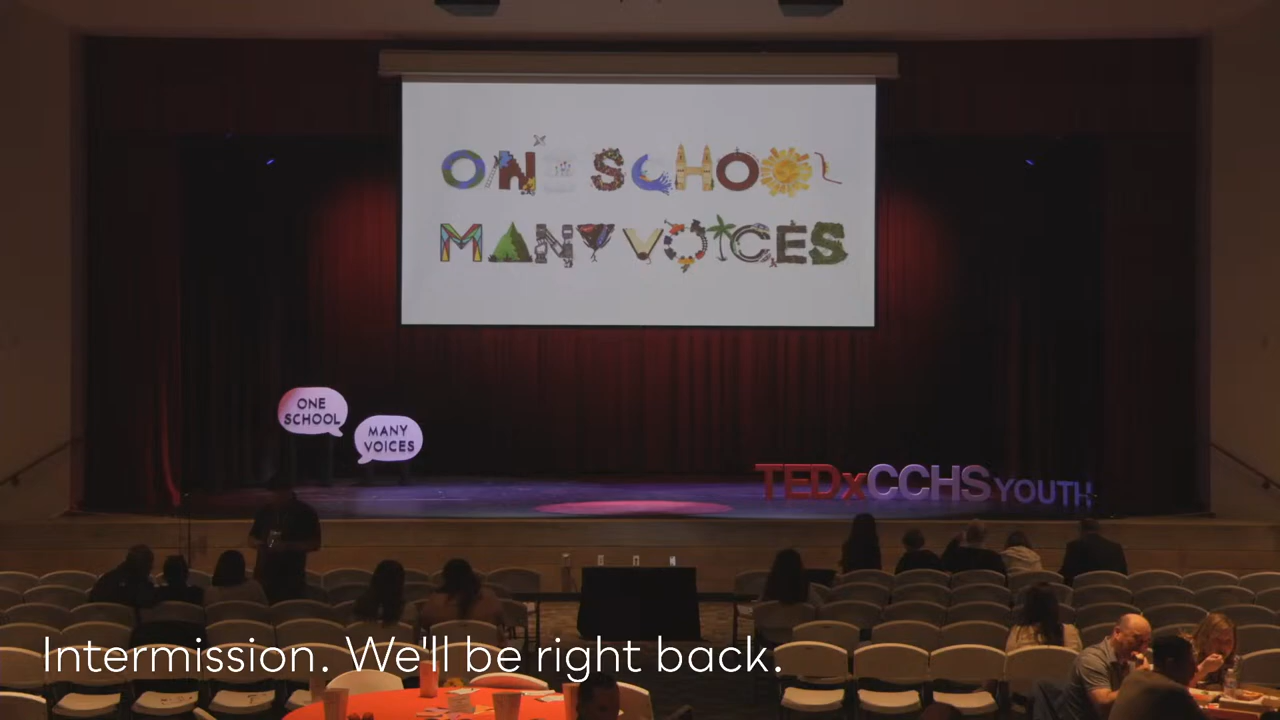 ONE SCHOOL
MANY VOICES
ONE
SCHOOL
MANY
VOICES
TEDxCCHSYOUTH
Intermission. We'll be right back.